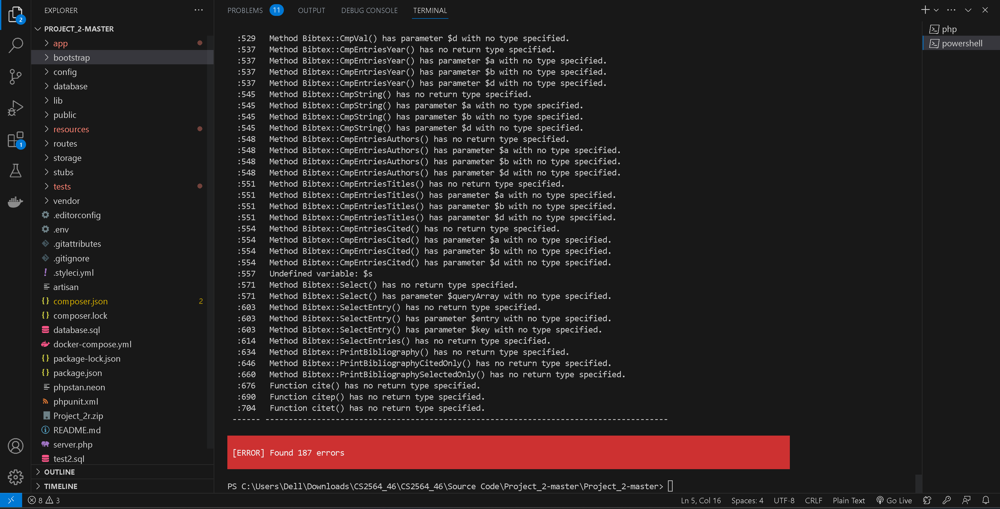 EXPLORER
PROJECT_2-MASTER
app
bootstrap
config
database
lib
public
resources
routes
storage
stubs
tests
vendor
.editorconfig
.env
.gitattributes
.gitignore
.styleci.yml
artisan
composer.json 2
composer.lock
database.sql
docker-compose.yml
package-lock.json
package.json
phpstan.neon
phpunit.xml
Project_2r.zip
README.md
server.php
test2.sql
OUTLINE
TIMELINE
2
1
PROBLEMS 11 OUTPUT DEBUG CONSOLE TERMINAL
:529 Method Bibtex::CmpVal() has parameter $d with no type specified.
:537 Method Bibtex::CmpEntriesYear() has no return type specified.
:537 Method Bibtex::CmpEntriesYear() has parameter $a with no type specified.
:537 Method Bibtex::CmpEntriesYear() has parameter $b with no type specified.
:537 Method Bibtex::CmpEntriesYear() has parameter $d with no type specified.
:545 Method Bibtex::CmpString() has no return type specified.
:545 Method Bibtex::CmpString() has parameter $a with no type specified.
:545 Method Bibtex::CmpString() has parameter $b with no type specified.
:545 Method Bibtex::CmpString() has parameter $d with no type specified.
:548 Method Bibtex::CmpEntriesAuthors() has no return type specified.
:548 Method Bibtex::CmpEntriesAuthors() has parameter $a with no type specified.
:548 Method Bibtex::CmpEntriesAuthors() has parameter $b with no type specified.
:548 Method Bibtex::CmpEntriesAuthors() has parameter $d with no type specified.
:551 Method Bibtex::CmpEntriesTitles() has no return type specified.
:551 Method Bibtex::CmpEntriesTitles() has parameter $a with no type specified.
:551 Method Bibtex::CmpEntriesTitles() has parameter $b with no type specified.
:551 Method Bibtex::CmpEntriesTitles() has parameter $d with no type specified.
:554 Method Bibtex::CmpEntriesCited() has no return type specified.
:554 Method Bibtex::CmpEntriesCited() has parameter $a with no type specified.
:554 Method Bibtex::CmpEntriesCited() has parameter $b with no type specified.
:554 Method Bibtex::CmpEntriesCited() has parameter $d with no type specified.
:557 Undefined variable: $s
:571 Method Bibtex::Select() has no return type specified.
:571 Method Bibtex::Select() has parameter $queryArray with no type specified.
:603 Method Bibtex::SelectEntry() has no return type specified.
:603 Method Bibtex::SelectEntry() has parameter $entry with no type specified.
:603 Method Bibtex::SelectEntry() has parameter $key with no type specified.
:614 Method Bibtex::SelectEntries() has no return type specified.
:634 Method Bibtex::PrintBibliography() has no return type specified.
:646 Method Bibtex::PrintBibliographyCitedOnly() has no return type specified.
:660 Method Bibtex::PrintBibliographySelectedOnly() has no return type specified.
:676 Function cite() has no return type specified.
:690 Function citep() has no return type specified.
:704 Function citet() has no return type specified.
[ERROR] Found 187 errors
PS C:\Users\Dell\Downloads\CS2564_46\CS2564_46\Source Code\Project_2-master\Project_2-master>
php
powershell
8 3
Ln 5, Col 16 Spaces: 4 UTF-8 CRLF Plain Text Go Live